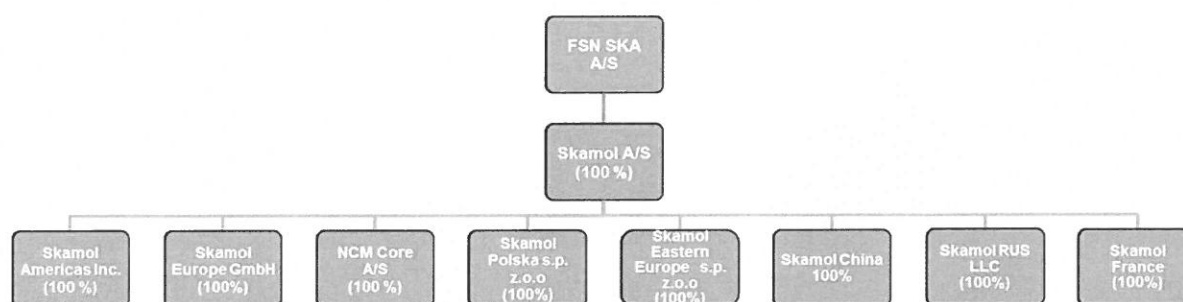 FSN SKA
A/S
Skamol A/S
(100 %)
Skamol
Americas Inc.
(100 %)
Skamol
Europe GmbH
(100%)
NCM Core
A/S
(100 %)
Skamol
Polska s.p.
z.o.o
(100%)
Skamol
Eastern
Europe s.p.
z.o.o
(100%)
Skamol China
100%
Skamol RUS
LLC
(100%)
Skamol
France
(100%)